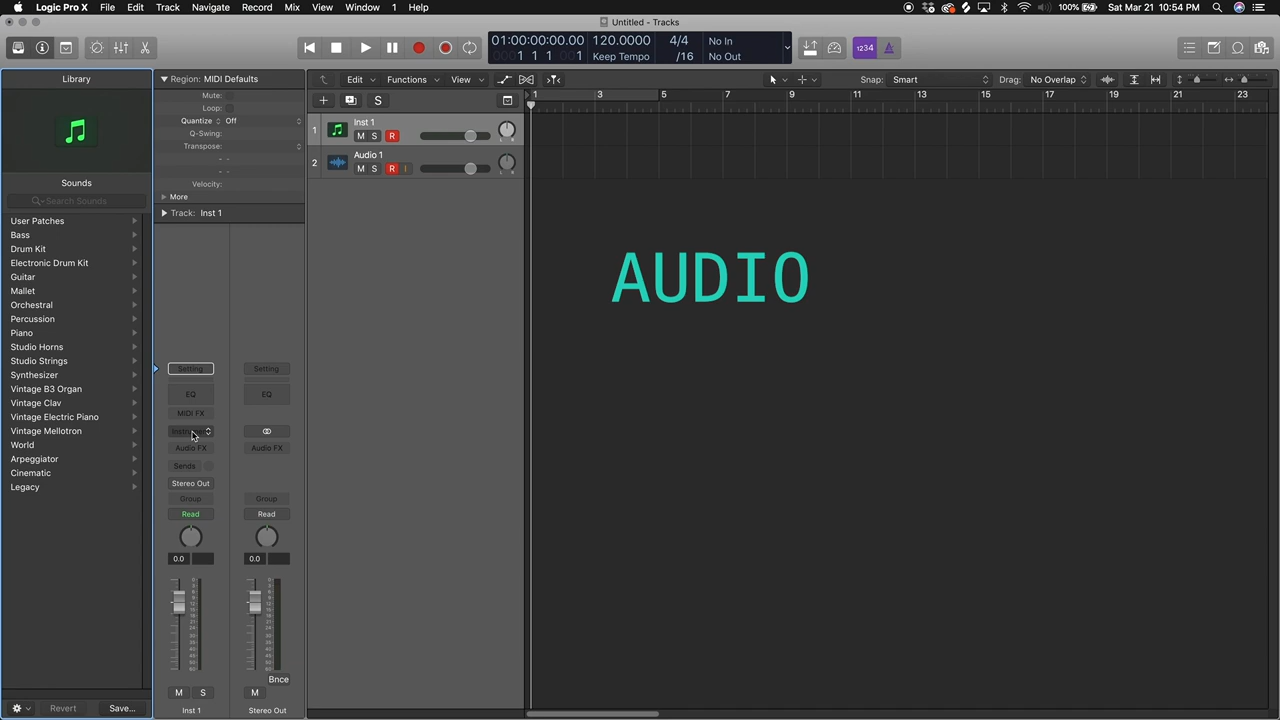 Logic Pro X File Edit Track Navigate Record Mix View Window 1 Help 100% Sat Mar 21 10:54 PM
Untitled - Tracks
01:00:00:00.00 120.0000 4/4 No In
1 1 1 1 Keep Tempo /16 No Out
1234
Library
Region: MIDI Defaults
Edit Functions View Snap: Smart Drag: No Overlap
Mute:
Loop:
Quantize Off
Q-Swing:
Transpose:
- -
- -
Velocity:
More
Track: Inst 1
S
1 3 5 7 9 11 13 15 17 19 21 23
1 Inst 1
M S R L R
2 Audio 1
M S R I L R
Sounds
Search Sounds
User Patches
Bass
Drum Kit
Electronic Drum Kit
Guitar
Mallet
Orchestral
Percussion
Piano
Studio Horns
Studio Strings
Synthesizer
Vintage B3 Organ
Vintage Clav
Vintage Electric Piano
Vintage Mellotron
World
Arpeggiator
Cinematic
Legacy
AUDIO
Setting Setting
EQ EQ
MIDI FX
Audio FX Audio FX
Sends
Stereo Out
Group Group
Read Read
0.0 0.0
Bnce
M S M
Inst 1 Stereo Out
Revert Save...